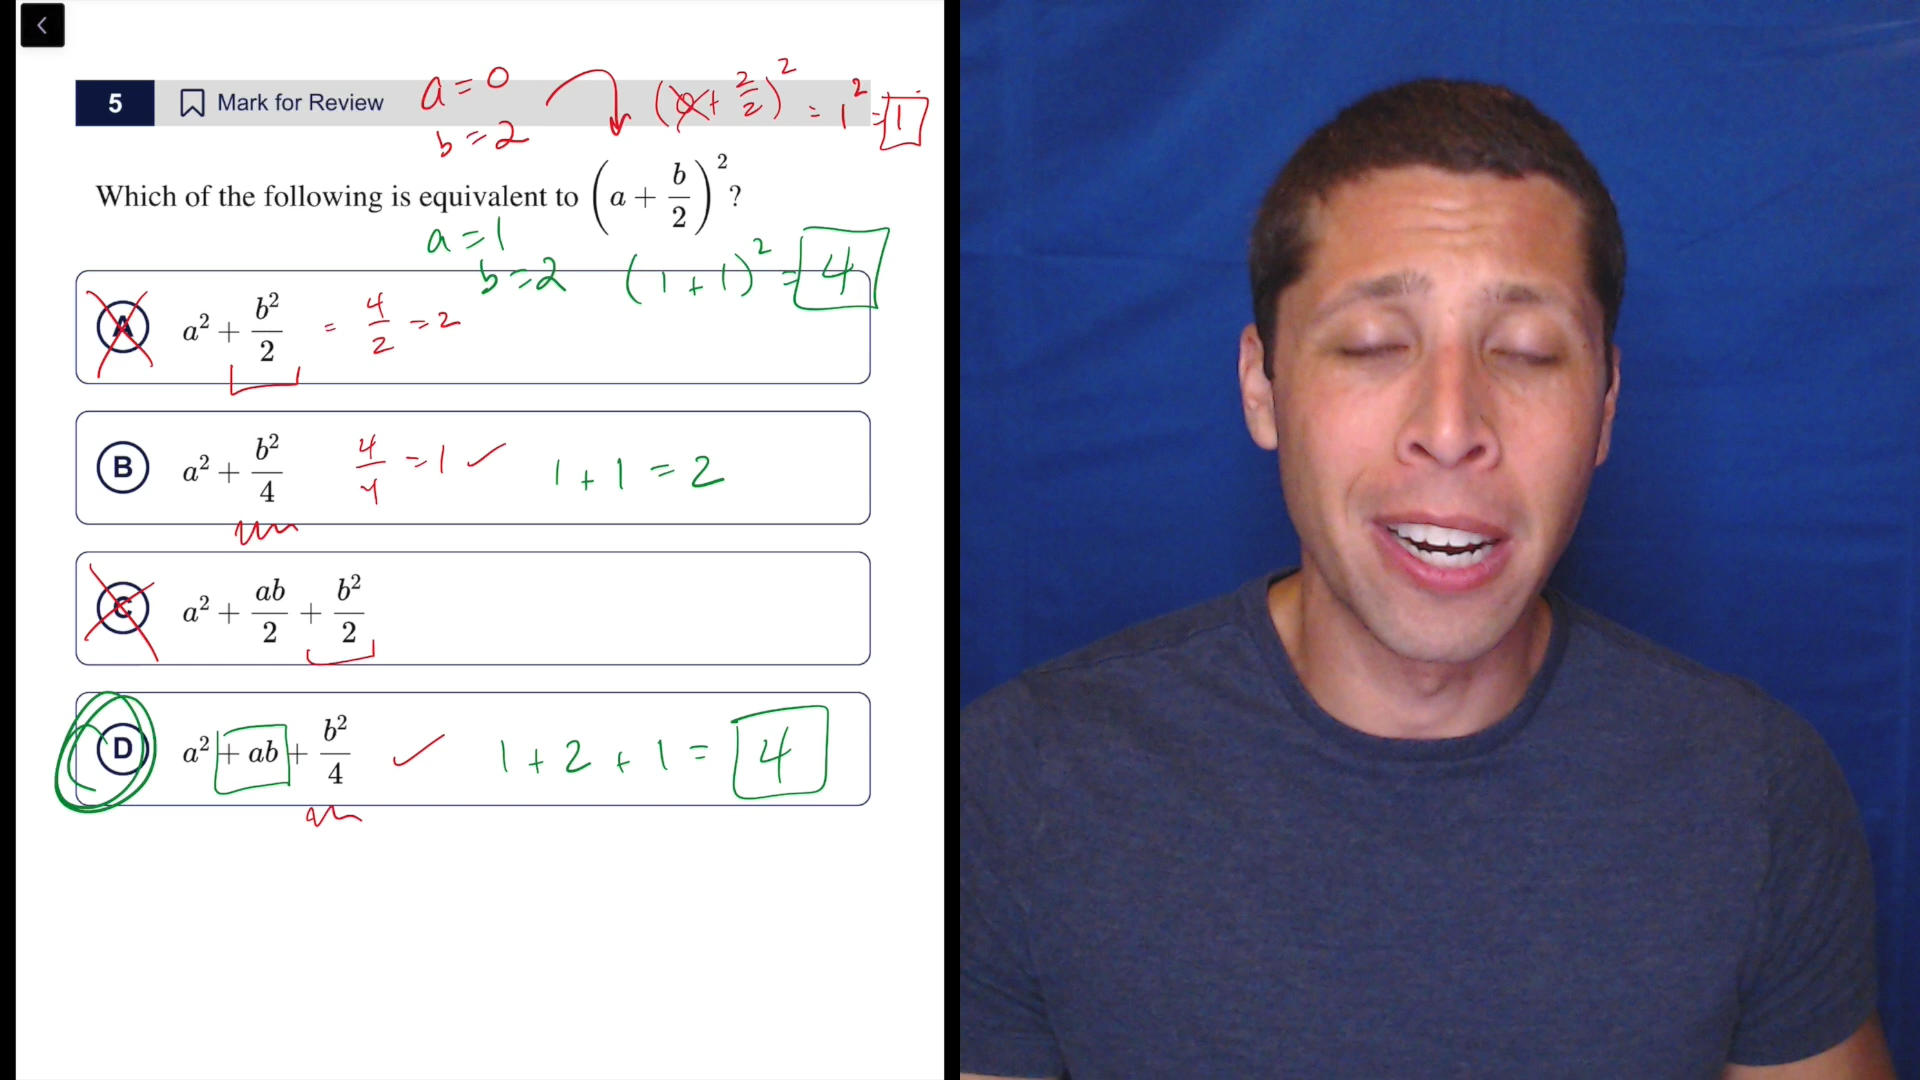 5 Mark for Review a = 0 (0 + 2/2)² = 1² = 1
b = 2
Which of the following is equivalent to (a + b/2)²?
a = 1
b = 2 (1 + 1)² = 4
A a² + b²/2 = 4/2 = 2
B a² + b²/4 4/4 = 1 ✓ 1 + 1 = 2
C a² + ab/2 + b²/2
D a² + ab + b²/4 ✓ 1 + 2 + 1 = 4